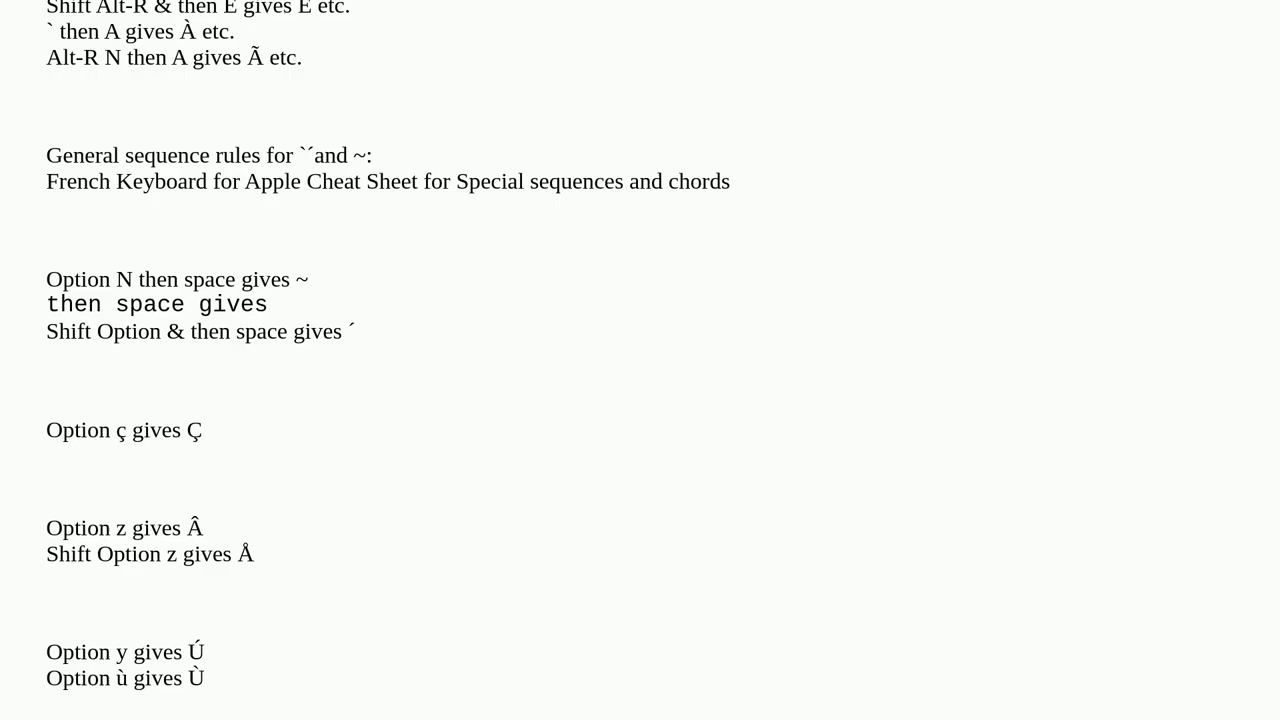 Shift Alt-R & then E gives É etc.
` then A gives À etc.
Alt-R N then A gives Ã etc.
General sequence rules for `´and ~:
French Keyboard for Apple Cheat Sheet for Special sequences and chords
Option N then space gives ~
then space gives
Shift Option & then space gives ´
Option ç gives Ç
Option z gives Â
Shift Option z gives Å
Option y gives Ú
Option ù gives Ù